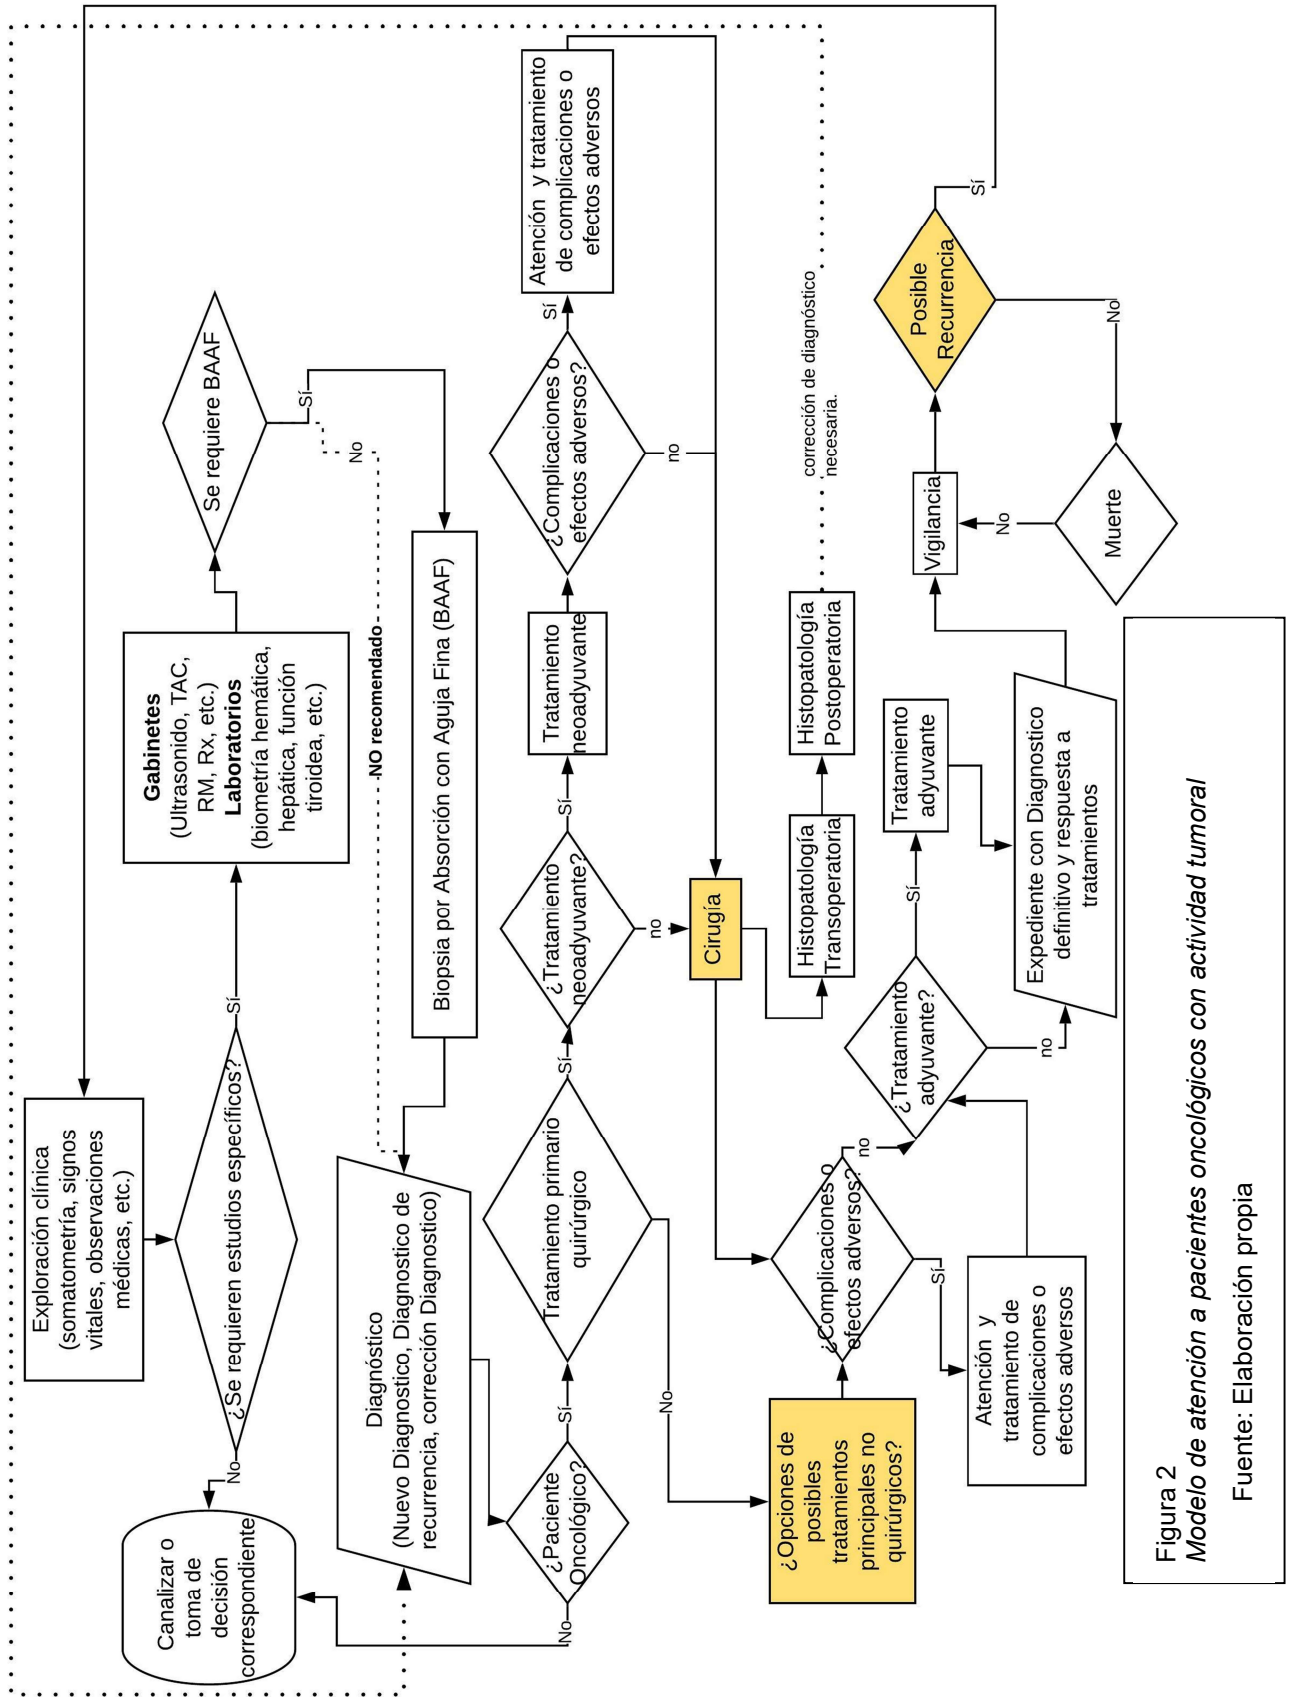 Exploración clínica
(somatometría, signos
vitales, observaciones
médicas, etc.)
¿Se requieren estudios específicos?
No
Sí
Canalizar o
toma de
decisión
correspondiente
Gabinetes
(Ultrasonido, TAC,
RM, Rx, etc.)
Laboratorios
(biometría hemática,
hepática, función
tiroidea, etc.)
Se requiere BAAF
Sí
No
NO recomendado
Biopsia por Absorción con Aguja Fina (BAAF)
Diagnóstico
(Nuevo Diagnostico, Diagnostico de
recurrencia, corrección Diagnostico)
¿Paciente
Oncológico?
No
Sí
Tratamiento primario
quirúrgico
Sí
No
¿Tratamiento
neoadyuvante?
Sí
no
Tratamiento
neoadyuvante
¿Complicaciones o
efectos adversos?
Sí
no
Atención y tratamiento
de complicaciones o
efectos adversos
Cirugía
Histopatología
Transoperatoria
Histopatología
Postoperatoria
corrección de diagnóstico
necesaria.
¿Opciones de
posibles
tratamientos
principales no
quirúrgicos?
¿Complicaciones o
efectos adversos?
no
Sí
Atención y
tratamiento de
complicaciones o
efectos adversos
¿Tratamiento
adyuvante?
Sí
no
Tratamiento
adyuvante
Expediente con Diagnostico
definitivo y respuesta a
tratamientos
Vigilancia
Posible
Recurrencia
Sí
No
Muerte
No
Figura 2
Modelo de atención a pacientes oncológicos con actividad tumoral
Fuente: Elaboración propia